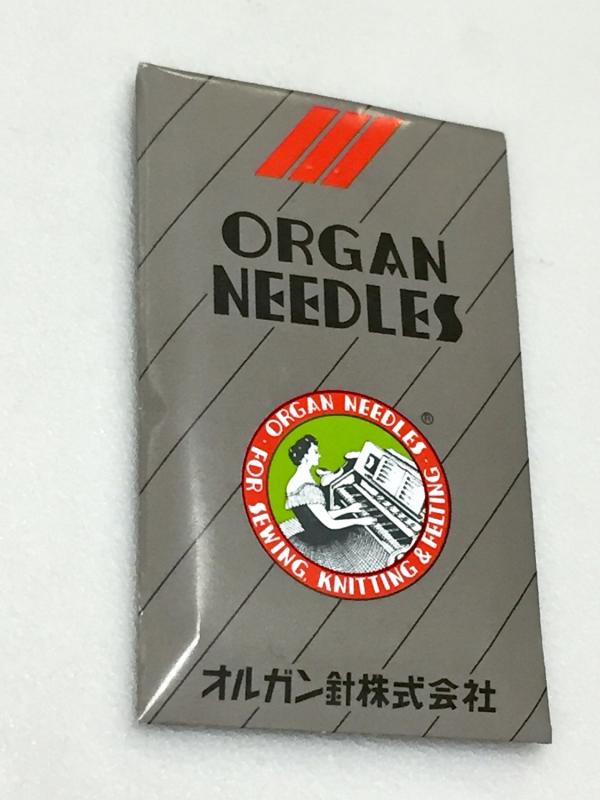 ORGAN
NEEDLES
®
· ORGAN NEEDLES · FOR SEWING, KNITTING & FELTING
オルガン針株式会社